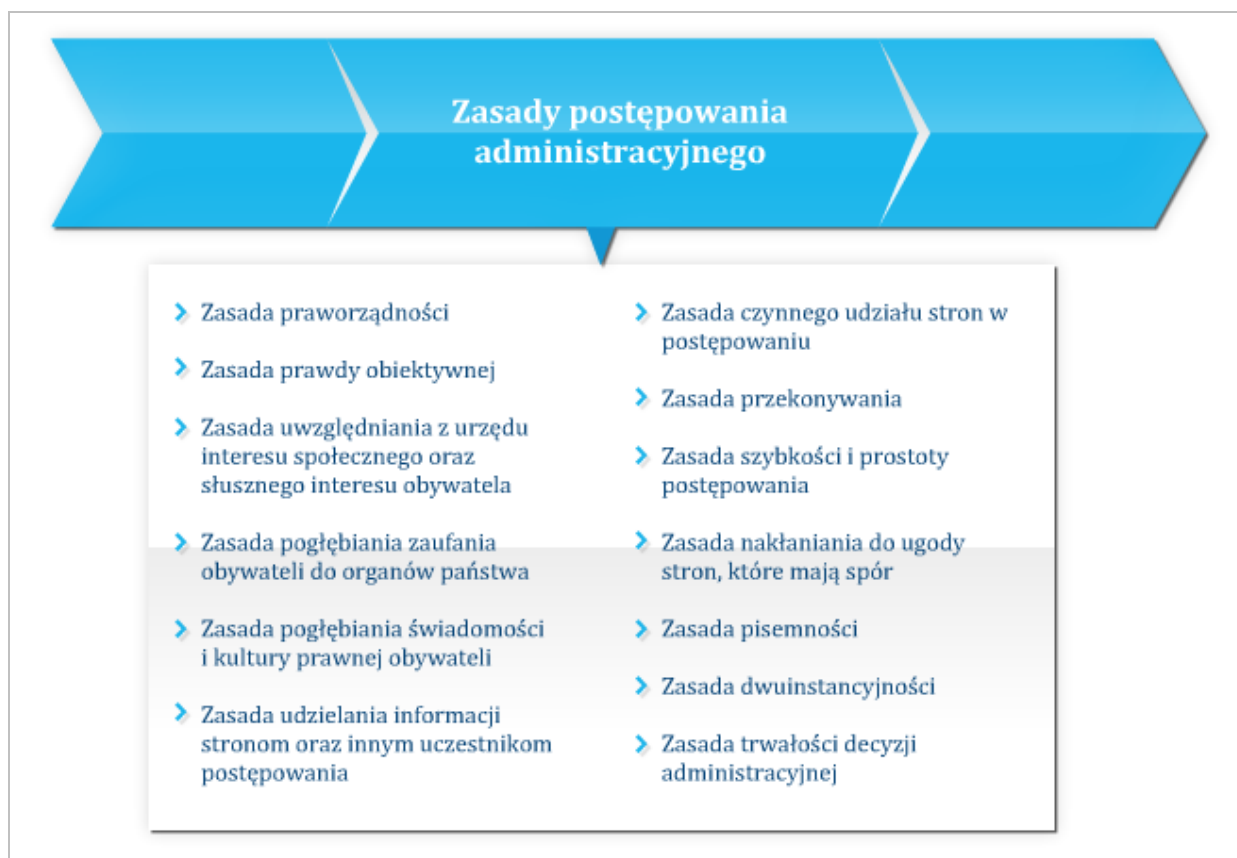 Zasady postępowania
administracyjnego
Zasada praworządności
Zasada prawdy obiektywnej
Zasada uwzględniania z urzędu
interesu społecznego oraz
słusznego interesu obywatela
Zasada pogłębiania zaufania
obywateli do organów państwa
Zasada pogłębiania świadomości
i kultury prawnej obywateli
Zasada udzielania informacji
stronom oraz innym uczestnikom
postępowania
Zasada czynnego udziału stron w
postępowaniu
Zasada przekonywania
Zasada szybkości i prostoty
postępowania
Zasada nakłaniania do ugody
stron, które mają spór
Zasada pisemności
Zasada dwuinstancyjności
Zasada trwałości decyzji
administracyjnej